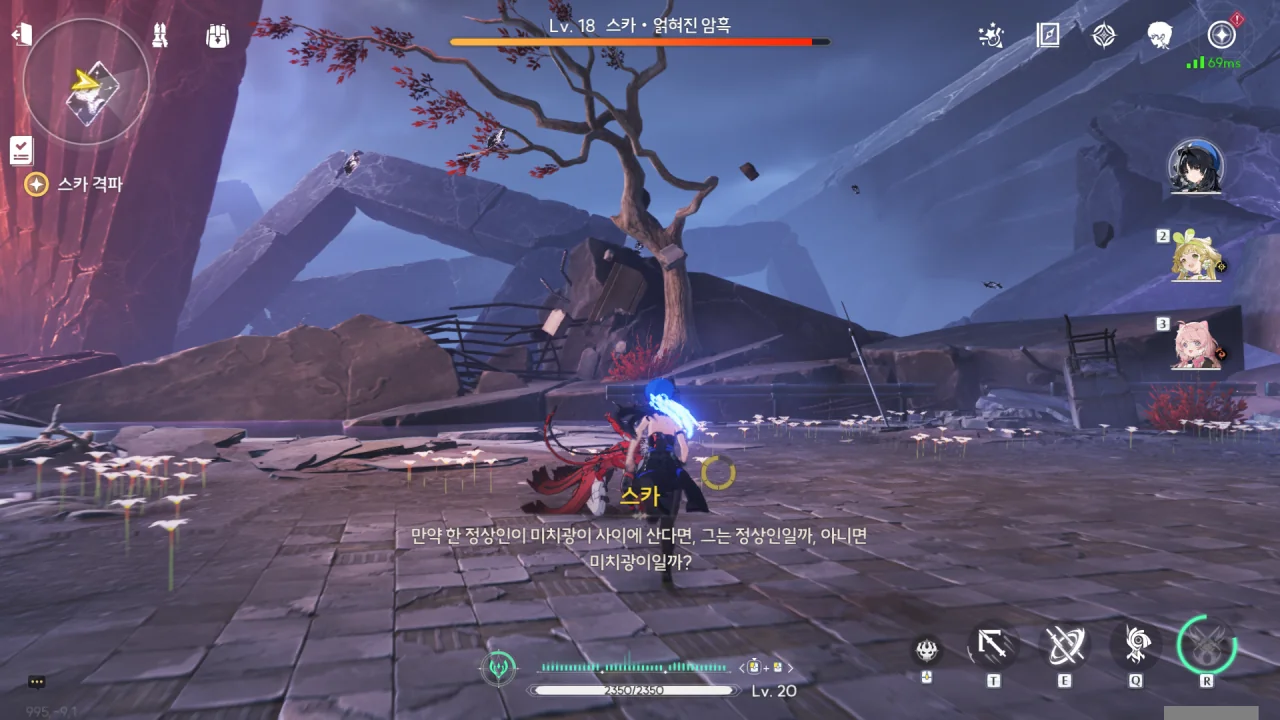 Lv. 18 스카 • 얽혀진 암흑
69ms
스카 격파
2
3
스카
만약 한 정상인이 미치광이 사이에 산다면, 그는 정상인일까, 아니면
미치광이일까?
T
E
Q
R
2350/2350
Lv. 20